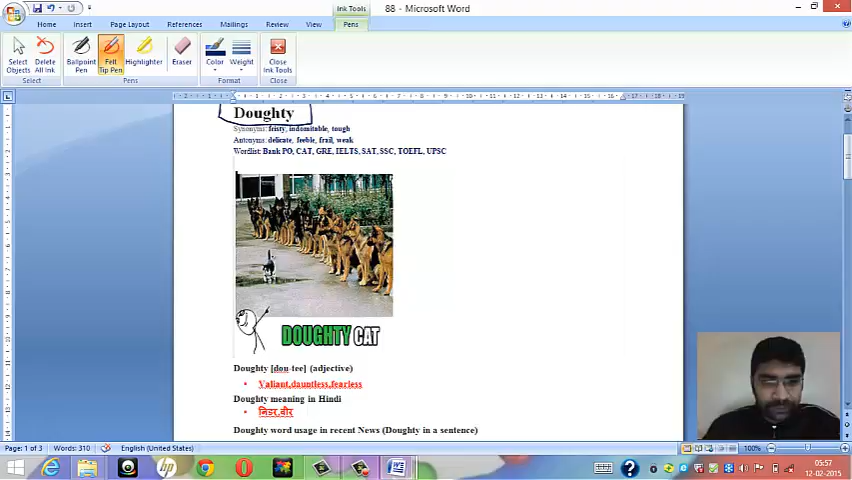 Ink Tools
88 - Microsoft Word
Home Insert Page Layout References Mailings Review View Pens
Select Objects
Delete All Ink
Ballpoint Pen
Felt Tip Pen
Highlighter
Eraser
Color
Weight
Close Ink Tools
Select Pens Format Close
Doughty
Synonyms: fristy, indomitable, tough
Antonyms: delicate, feeble, frail, weak
Wordlist: Bank PO, CAT, GRE, IELTS, SAT, SSC, TOEFL, UPSC
DOUGHTY CAT
Doughty [dou-tee] (adjective)
• Valiant,dauntless,fearless
Doughty meaning in Hindi
• निडर,वीर
Doughty word usage in recent News (Doughty in a sentence)
Page: 1 of 3 Words: 310 English (United States) 100%
05:57
12-02-2015